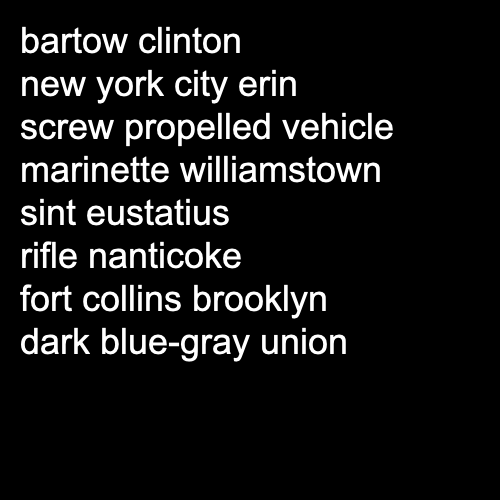 bartow clinton
new york city erin
screw propelled vehicle
marinette williamstown
sint eustatius
rifle nanticoke
fort collins brooklyn
dark blue-gray union